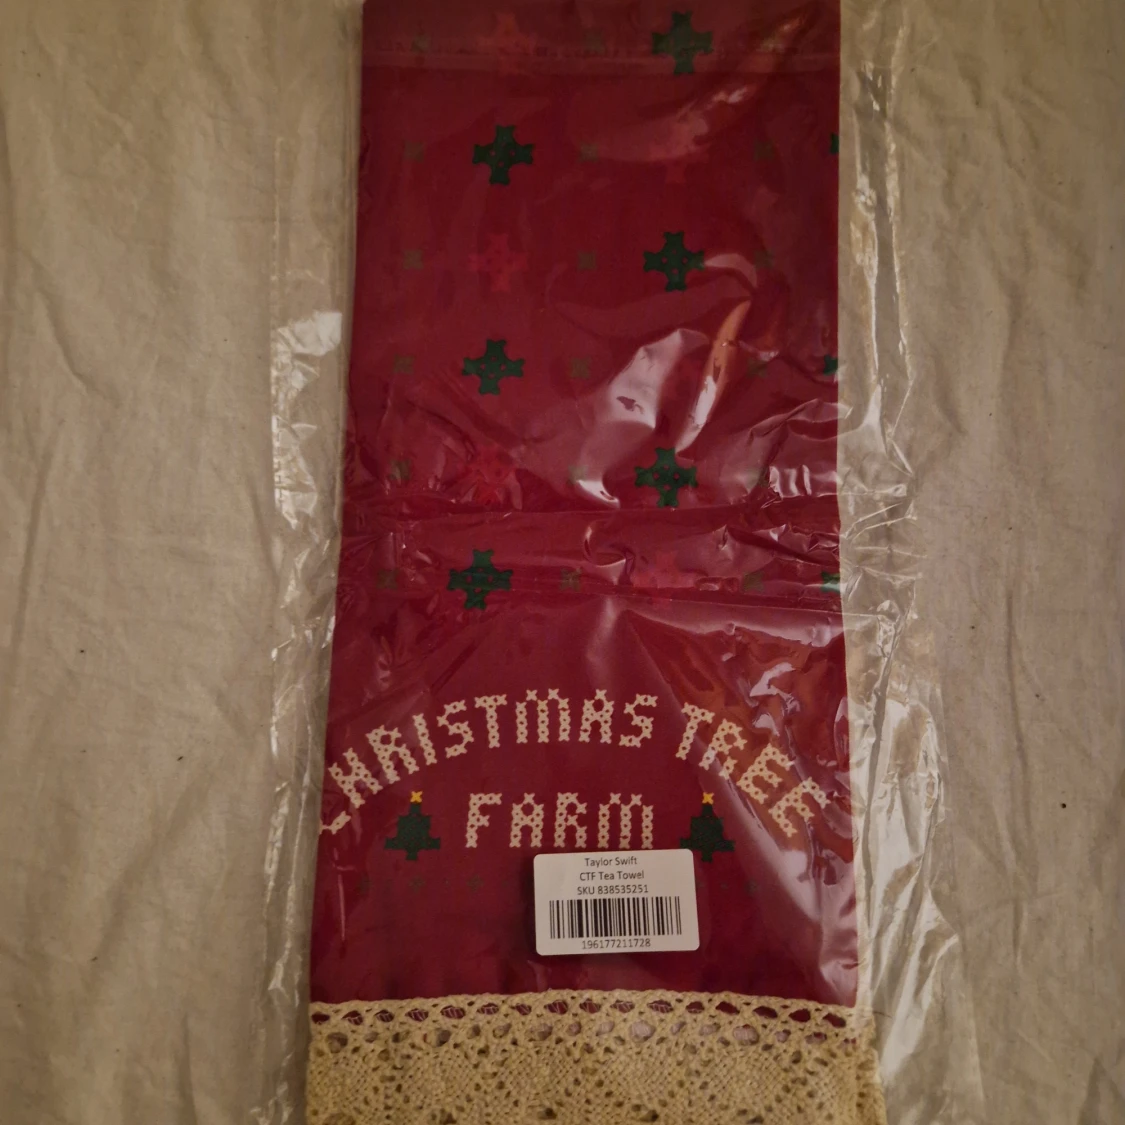 CHRISTMAS TREE
FARM
Taylor Swift
CTF Tea Towel
SKU 838535251
196177211728